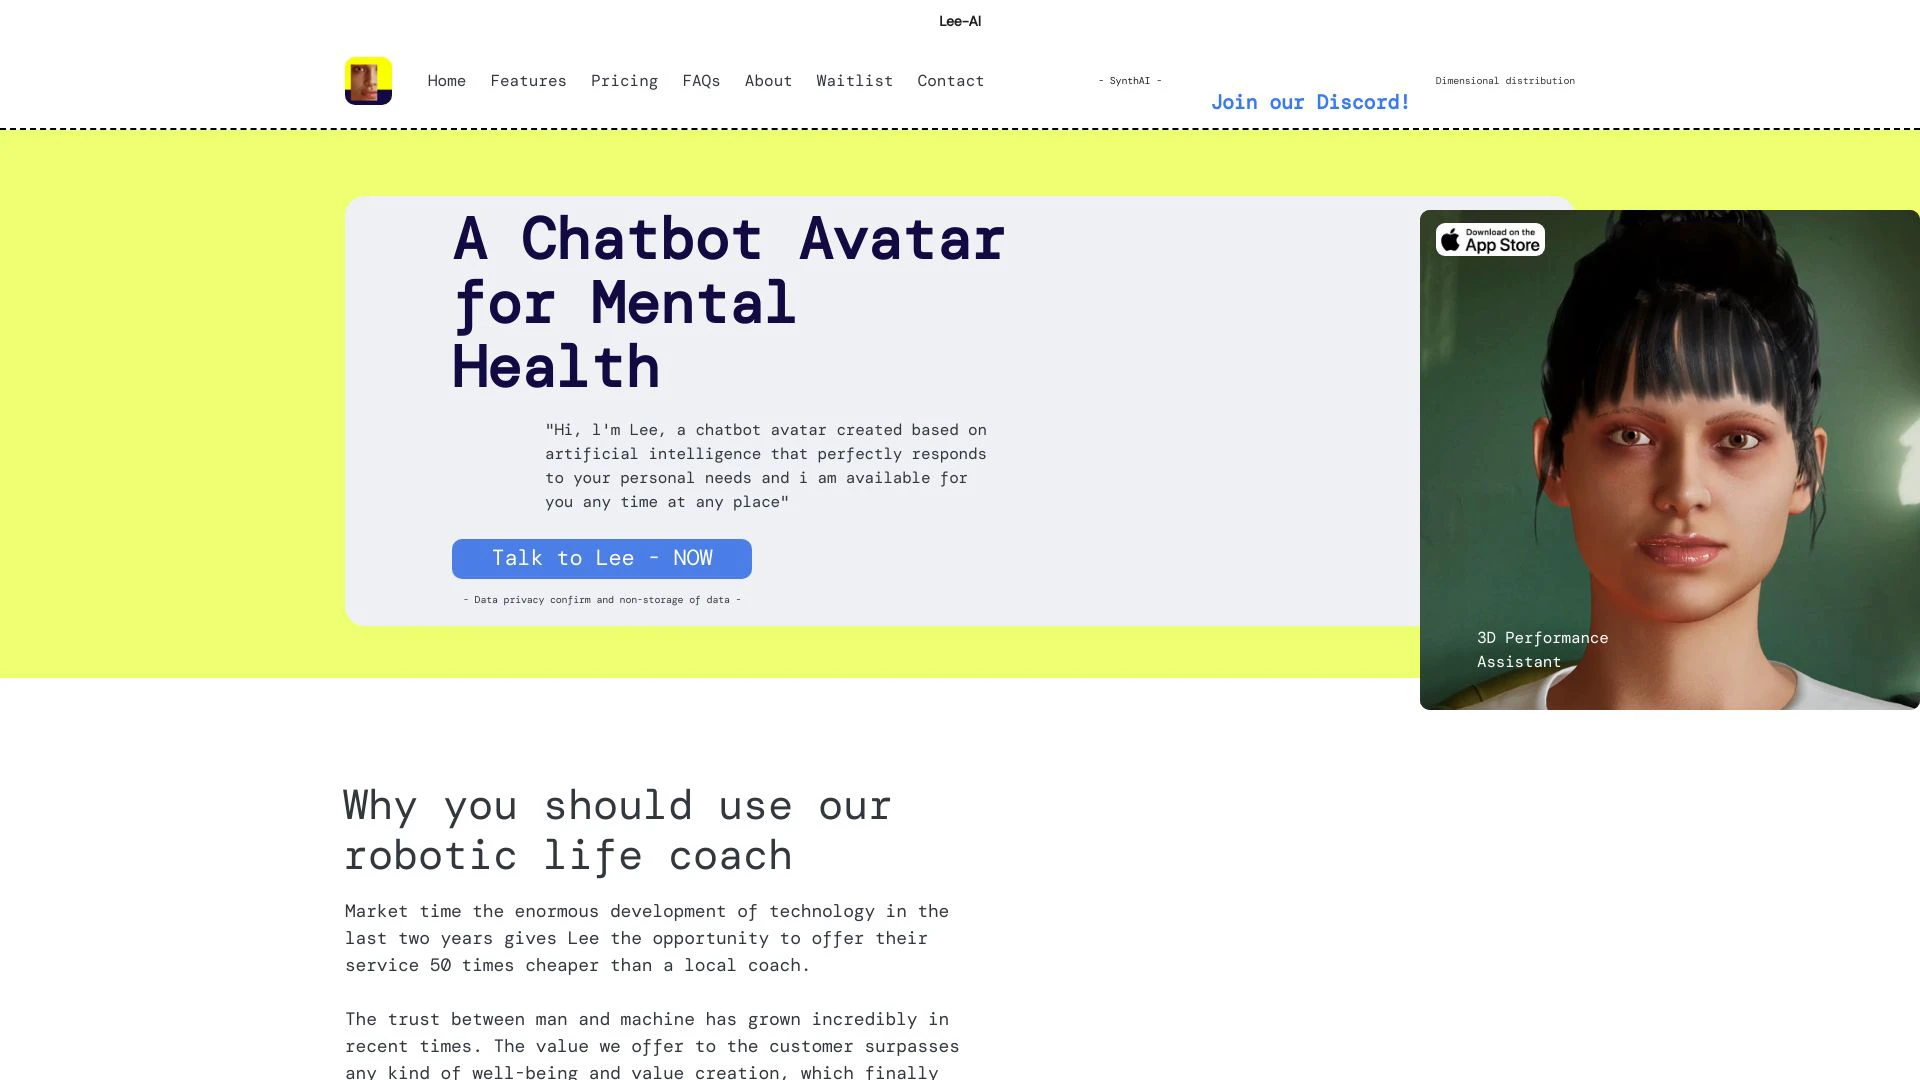 Lee-AI
Home Features Pricing FAQs About Waitlist Contact
- SynthAI -
Join our Discord!
Dimensional distribution
A Chatbot Avatar
for Mental
Health
"Hi, l'm Lee, a chatbot avatar created based on
artificial intelligence that perfectly responds
to your personal needs and i am available for
you any time at any place"
Talk to Lee - NOW
- Data privacy confirm and non-storage of data -
Download on the
App Store
3D Performance
Assistant
Why you should use our
robotic life coach
Market time the enormous development of technology in the
last two years gives Lee the opportunity to offer their
service 50 times cheaper than a local coach.
The trust between man and machine has grown incredibly in
recent times. The value we offer to the customer surpasses
any kind of well-being and value creation, which finally